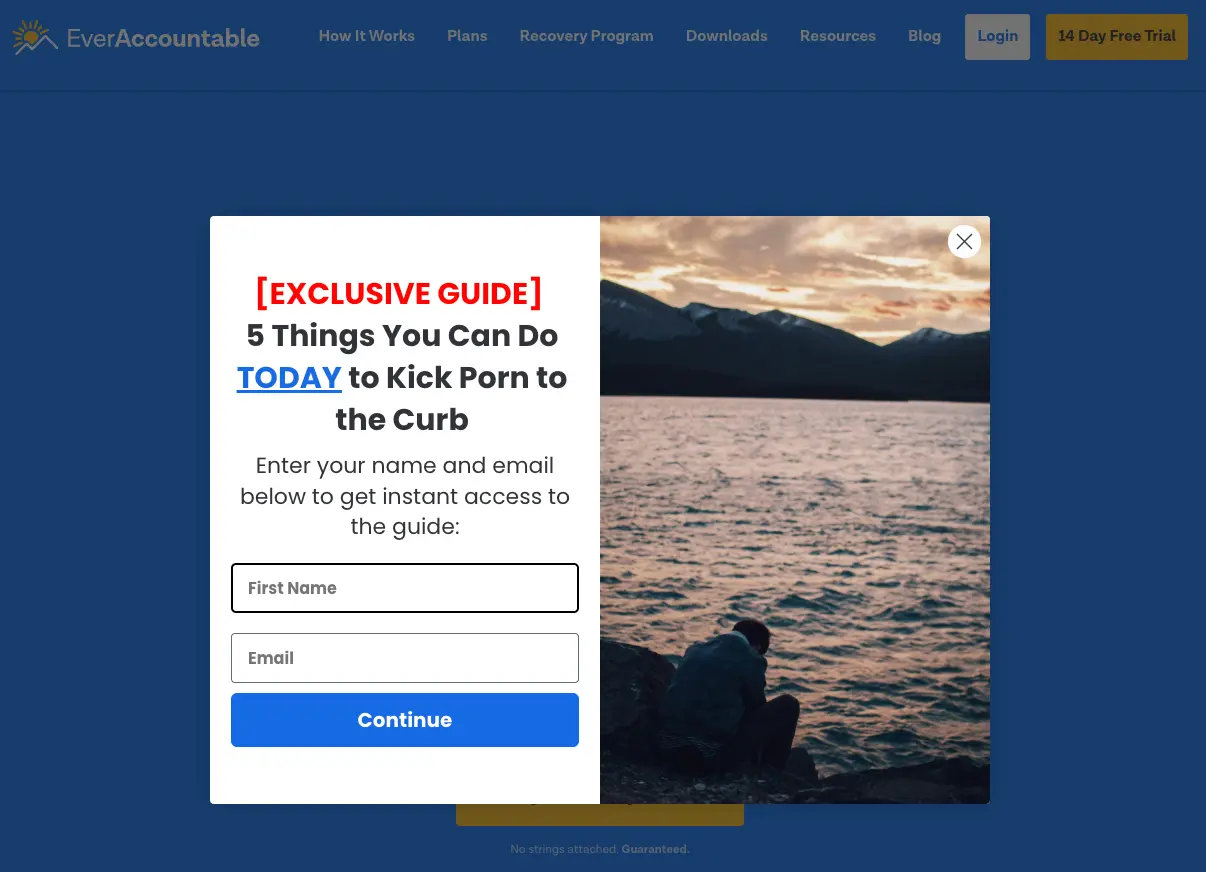 EverAccountable
How It Works
Plans
Recovery Program
Downloads
Resources
Blog
Login
14 Day Free Trial
[EXCLUSIVE GUIDE]
5 Things You Can Do
TODAY to Kick Porn to
the Curb
Enter your name and email
below to get instant access to
the guide:
First Name
Email
Continue
No strings attached. Guaranteed.